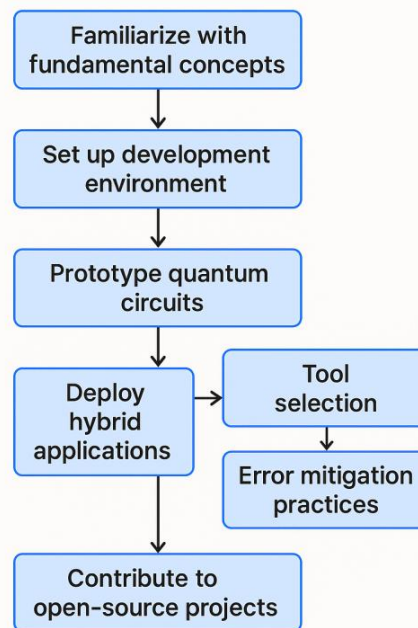 Familiarize with
fundamental concepts
Set up development
environment
Prototype quantum
circuits
Deploy
hybrid
applications
Tool
selection
Error mitigation
practices
Contribute to
open-source projects